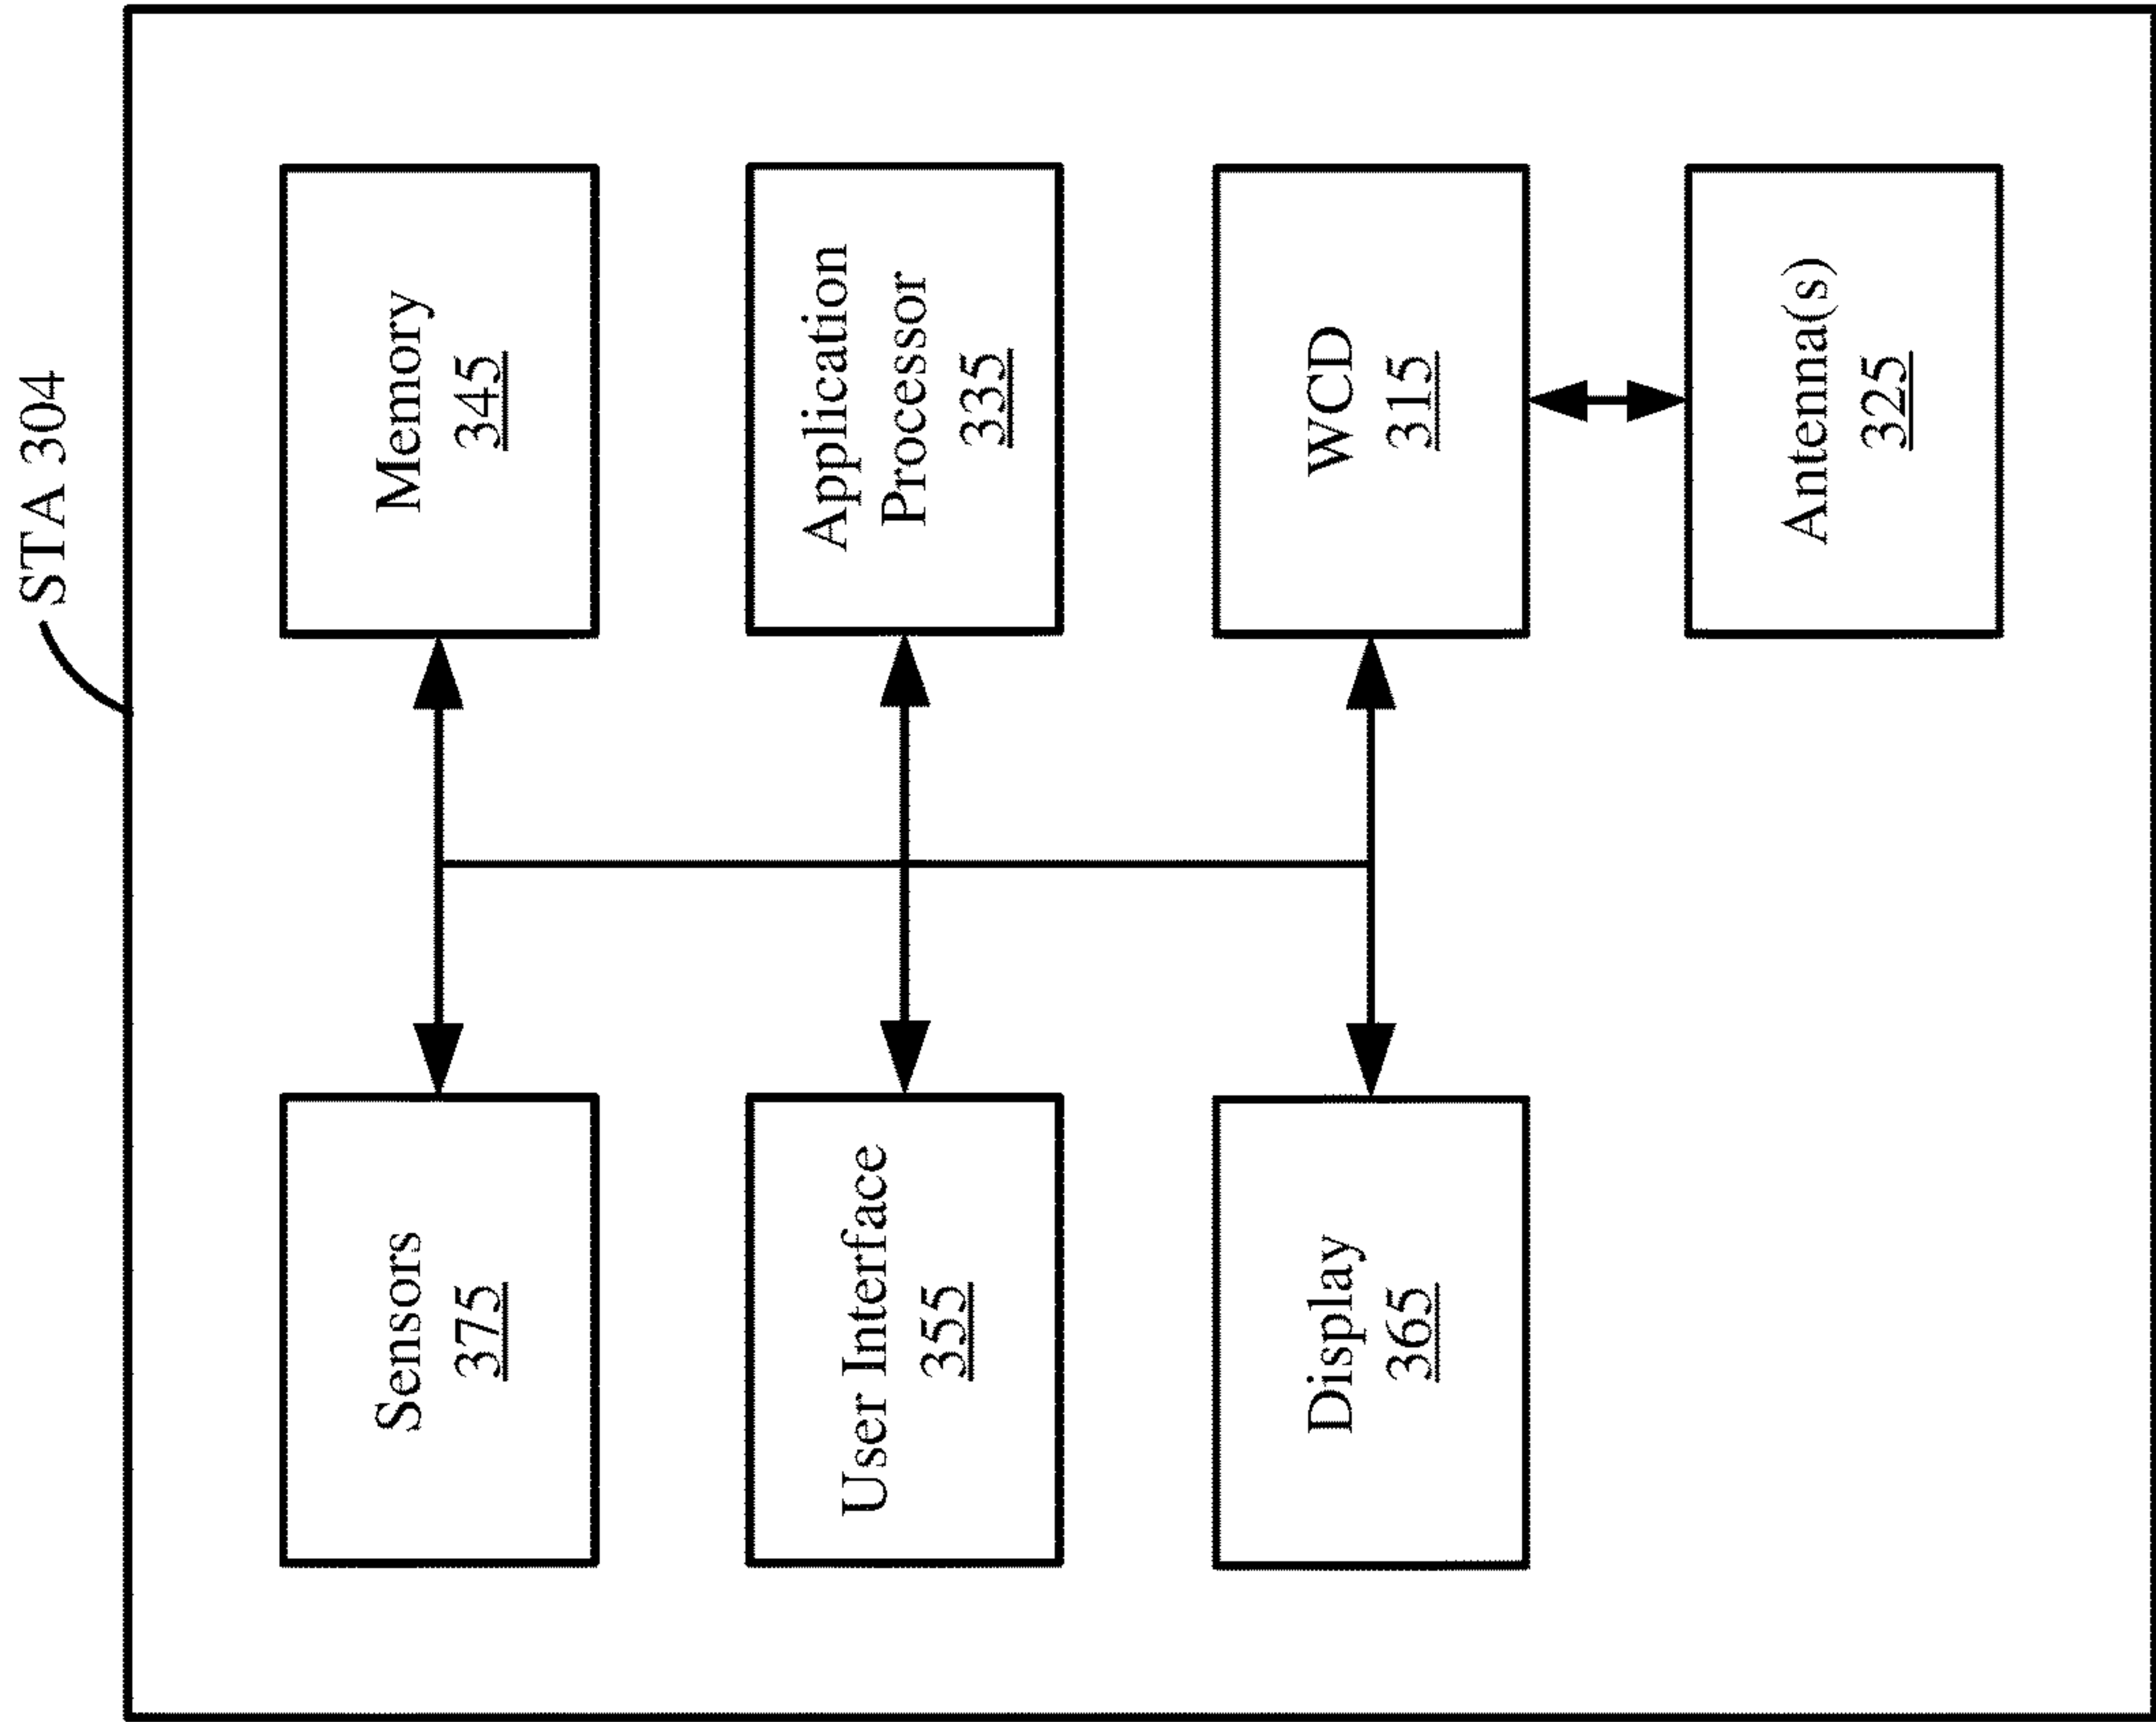 STA 304
Sensors
375
Memory
345
User Interface
355
Application
Processor
335
Display
365
WCD
315
Antenna(s)
325